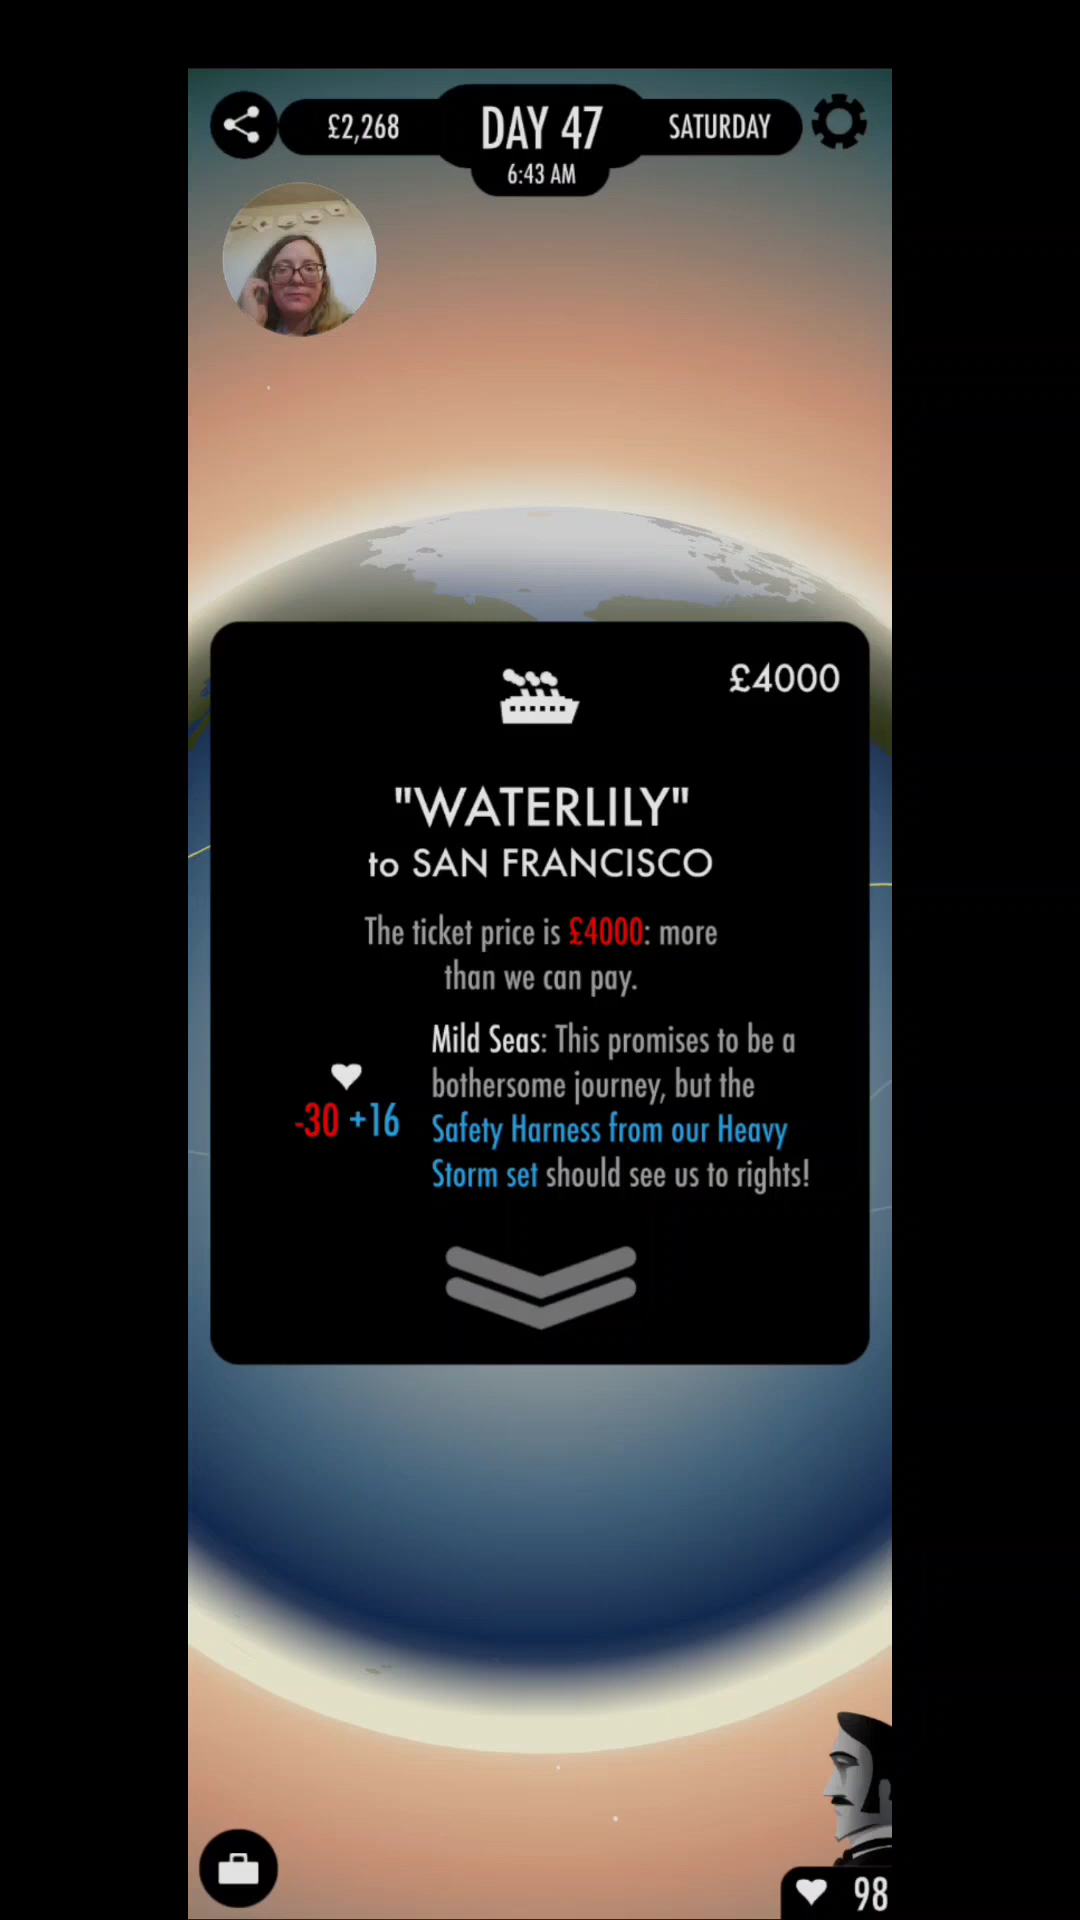 £2,268
DAY 47
SATURDAY
6:43 AM
£4000
"WATERLILY"
to SAN FRANCISCO
The ticket price is £4000: more
than we can pay.
Mild Seas: This promises to be a
bothersome journey, but the
-30 +16
Safety Harness from our Heavy
Storm set should see us to rights!
98